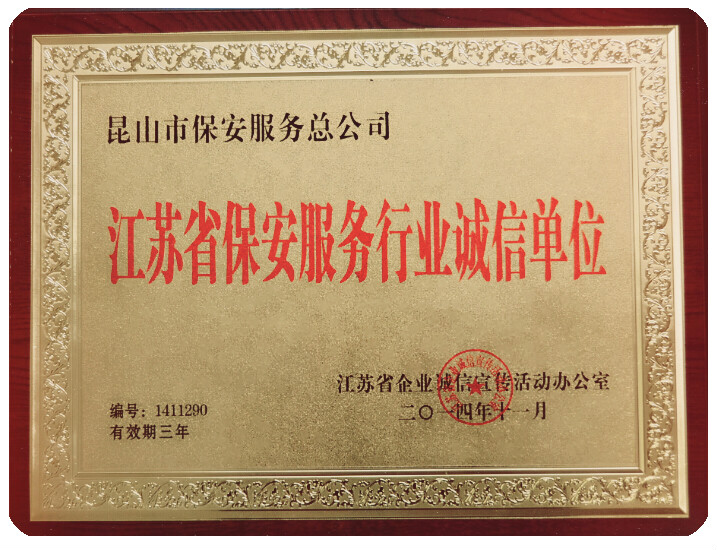 昆山市保安服务总公司
江苏省保安服务行业诚信单位
江苏省企业诚信宣传活动办公室
二〇一四年十一月
编号：1411290
有效期三年